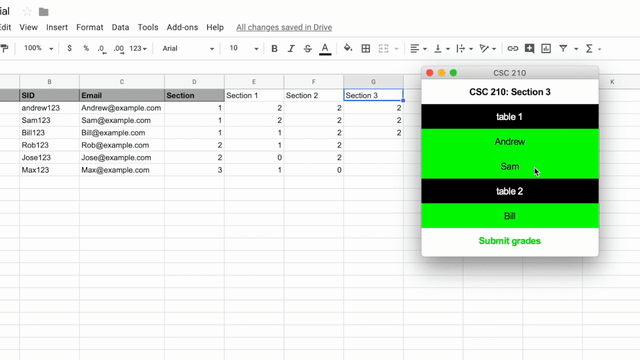 ial
Edit View Insert Format Data Tools Add-ons Help All changes saved in Drive
100% $ % .0 .00 123 Arial 10 B I S A
B C D E F G K
SID Email Section Section 1 Section 2 Section 3
andrew123 Andrew@example.com 1 2 2 2
Sam123 Sam@example.com 1 2 2 2
Bill123 Bill@example.com 1 1 2 2
Rob123 Rob@example.com 2 1 2
Jose123 Jose@example.com 2 0 2
Max123 Max@example.com 3 1 0
CSC 210
CSC 210: Section 3
table 1
Andrew
Sam
table 2
Bill
Submit grades